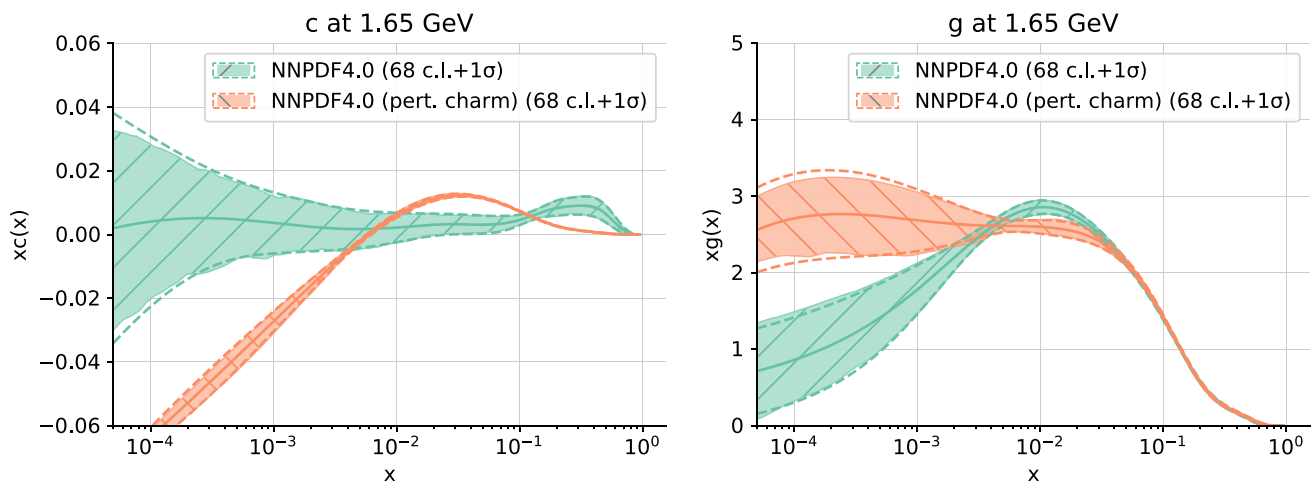 c at 1.65 GeV
0.06
0.04
0.02
0.00
−0.02
−0.04
−0.06
xc(x)
NNPDF4.0 (68 c.l.+1σ)
NNPDF4.0 (pert. charm) (68 c.l.+1σ)
10⁻⁴
10⁻³
10⁻²
10⁻¹
10⁰
x
g at 1.65 GeV
5
4
3
2
1
0
xg(x)
NNPDF4.0 (68 c.l.+1σ)
NNPDF4.0 (pert. charm) (68 c.l.+1σ)
10⁻⁴
10⁻³
10⁻²
10⁻¹
10⁰
x